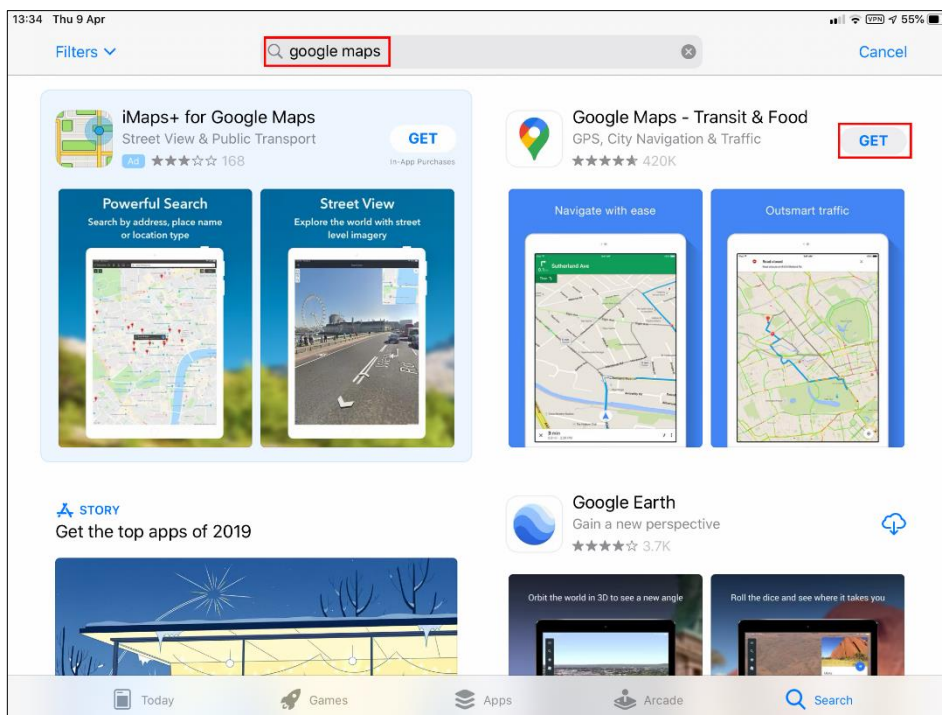 13:34 Thu 9 Apr
VPN 55%
Filters
google maps
Cancel
iMaps+ for Google Maps
Street View & Public Transport
Ad ★★★☆☆ 168
GET
In-App Purchases
Google Maps - Transit & Food
GPS, City Navigation & Traffic
420K
GET
Powerful Search
Search by address, place name
or location type
Street View
Explore the world with street
level imagery
Navigate with ease
Sutherland Ave
Outsmart traffic
STORY
Get the top apps of 2019
Google Earth
Gain a new perspective
★★★★☆ 3.7K
Orbit the world in 3D to see a new angle
Roll the dice and see where it takes you
Today
Games
Apps
Arcade
Search